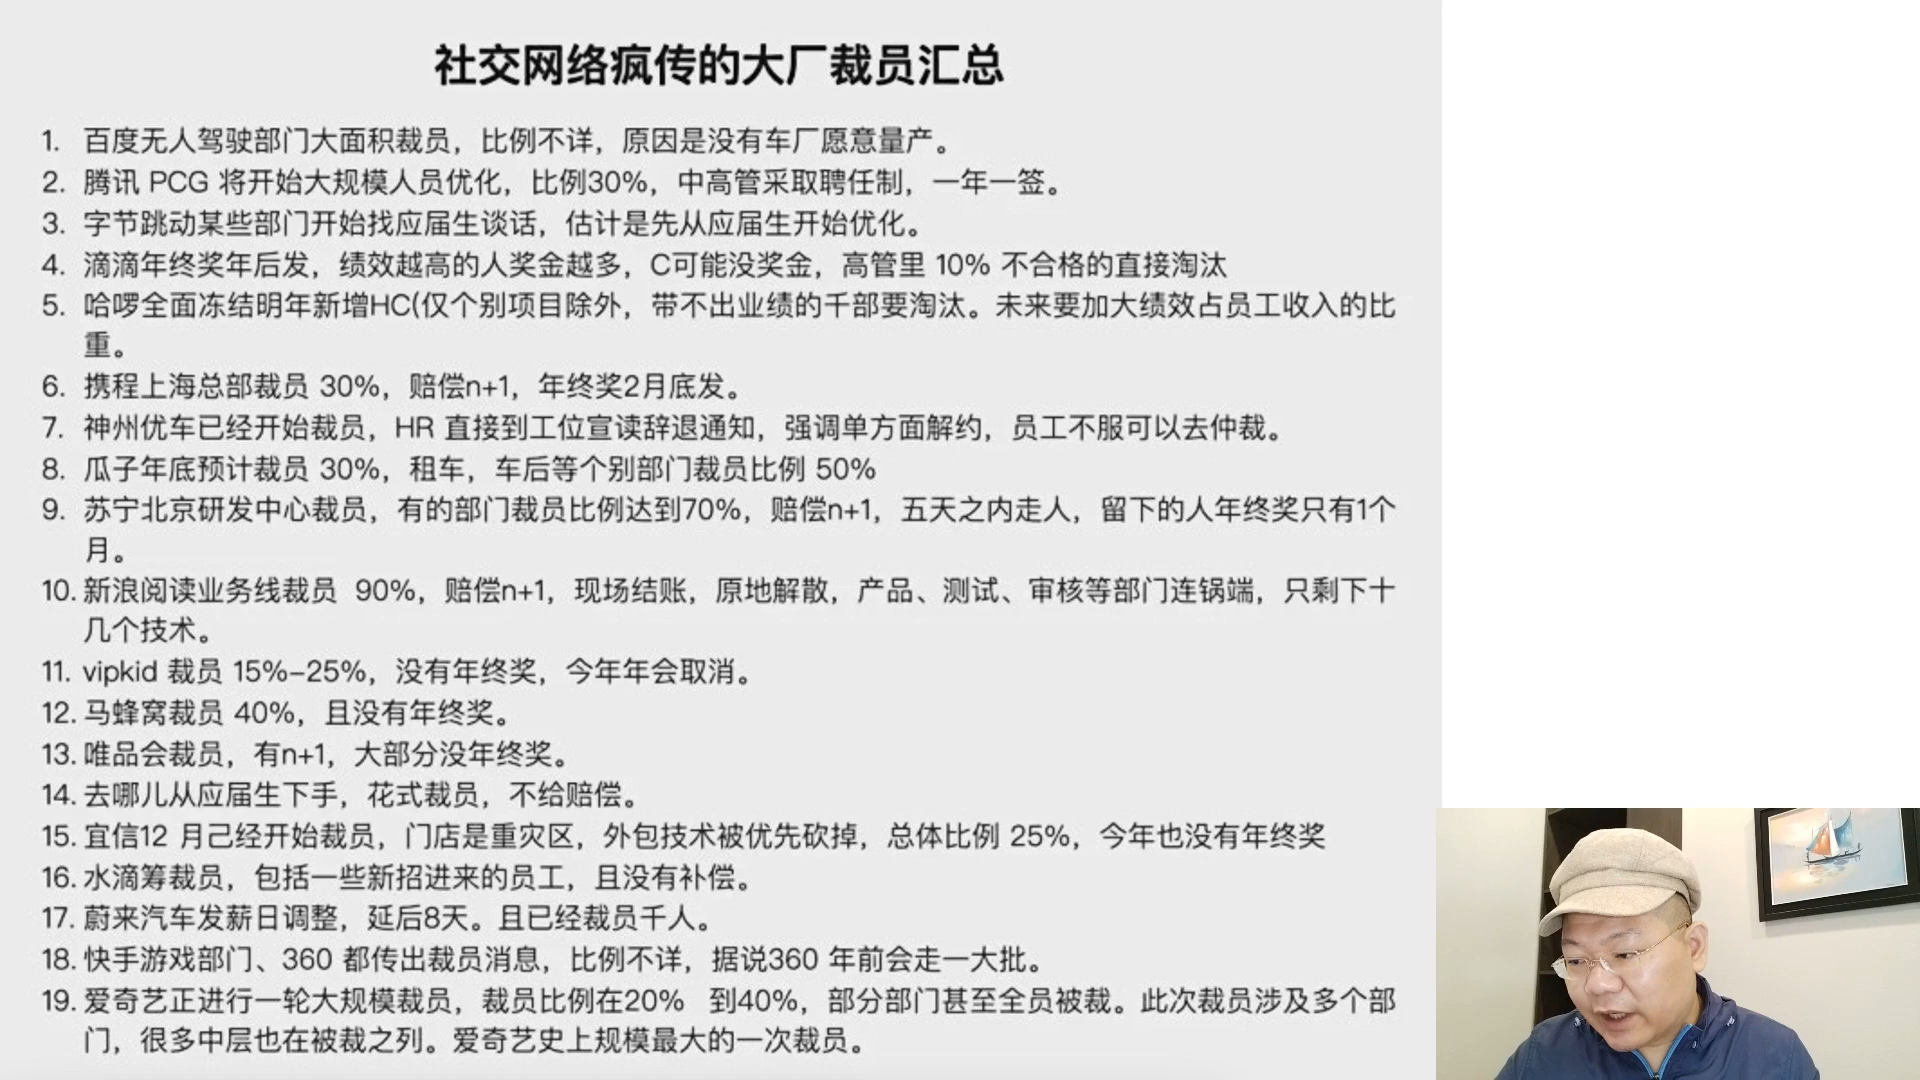 社交网络疯传的大厂裁员汇总
1. 百度无人驾驶部门大面积裁员，比例不详，原因是没有车厂愿意量产。
2. 腾讯 PCG 将开始大规模人员优化，比例30%，中高管采取聘任制，一年一签。
3. 字节跳动某些部门开始找应届生谈话，估计是先从应届生开始优化。
4. 滴滴年终奖年后发，绩效越高的人奖金越多，C可能没奖金，高管里 10% 不合格的直接淘汰
5. 哈啰全面冻结明年新增HC(仅个别项目除外，带不出业绩的千部要淘汰。未来要加大绩效占员工收入的比
重。
6. 携程上海总部裁员 30%，赔偿n+1，年终奖2月底发。
7. 神州优车已经开始裁员，HR 直接到工位宣读辞退通知，强调单方面解约，员工不服可以去仲裁。
8. 瓜子年底预计裁员 30%，租车，车后等个别部门裁员比例 50%
9. 苏宁北京研发中心裁员，有的部门裁员比例达到70%，赔偿n+1，五天之内走人，留下的人年终奖只有1个
月。
10. 新浪阅读业务线裁员 90%，赔偿n+1，现场结账，原地解散，产品、测试、审核等部门连锅端，只剩下十
几个技术。
11. vipkid 裁员 15%-25%，没有年终奖，今年年会取消。
12. 马蜂窝裁员 40%，且没有年终奖。
13. 唯品会裁员，有n+1，大部分没年终奖。
14. 去哪儿从应届生下手，花式裁员，不给赔偿。
15. 宜信12 月己经开始裁员，门店是重灾区，外包技术被优先砍掉，总体比例 25%，今年也没有年终奖
16. 水滴筹裁员，包括一些新招进来的员工，且没有补偿。
17. 蔚来汽车发薪日调整，延后8天。且已经裁员千人。
18. 快手游戏部门、360 都传出裁员消息，比例不详，据说360 年前会走一大批。
19. 爱奇艺正进行一轮大规模裁员，裁员比例在20% 到40%，部分部门甚至全员被裁。此次裁员涉及多个部
门，很多中层也在被裁之列。爱奇艺史上规模最大的一次裁员。